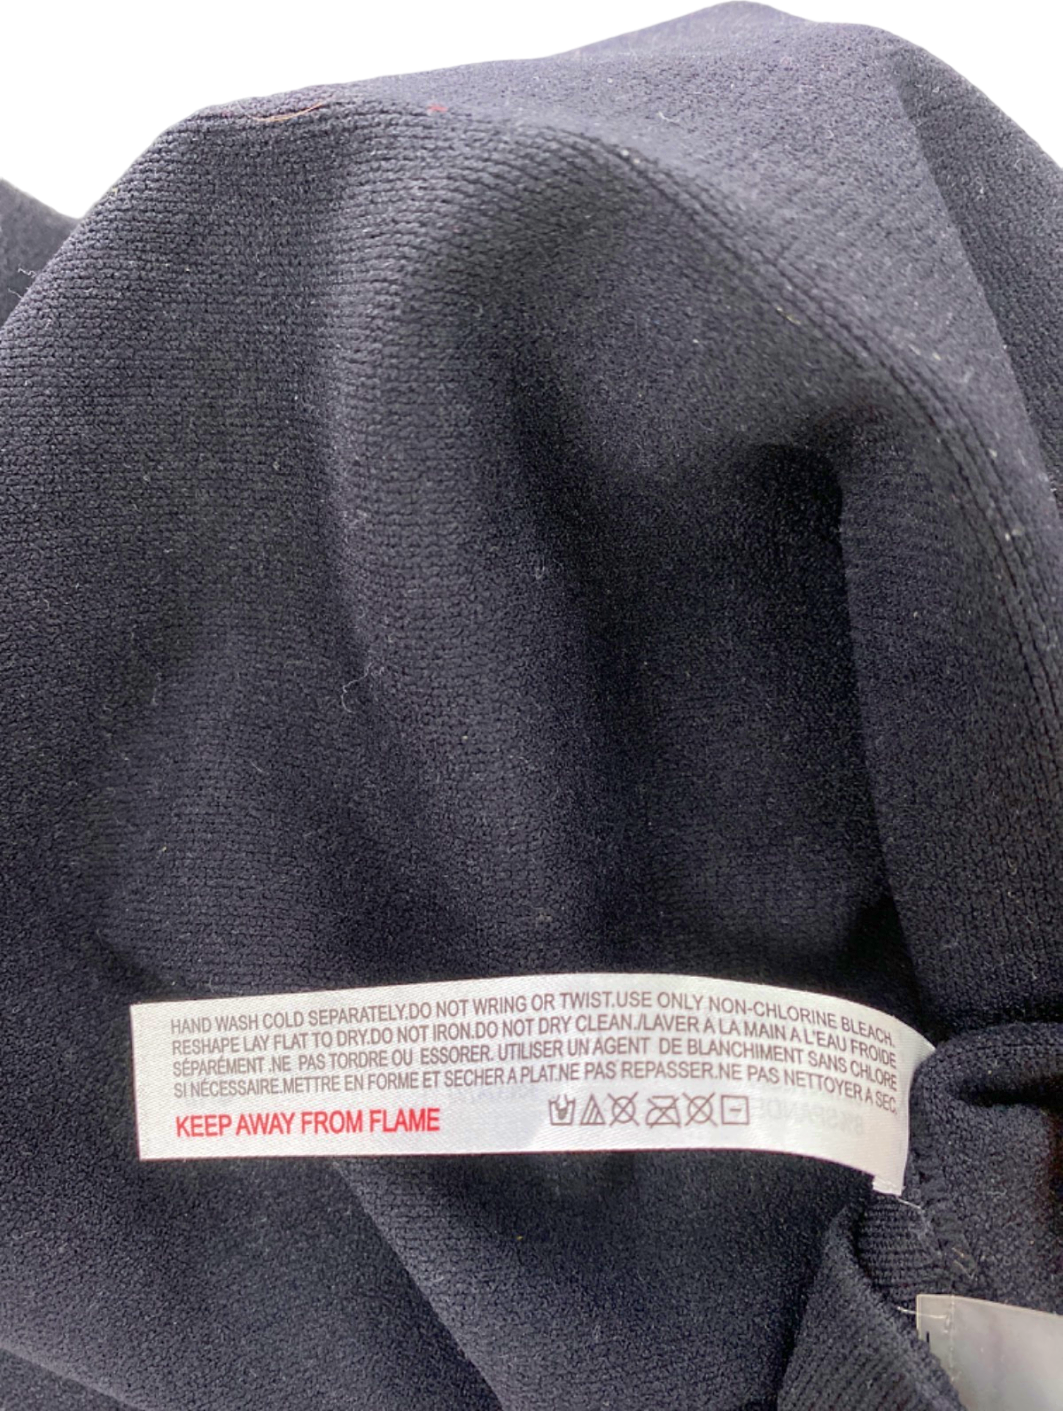 HAND WASH COLD SEPARATELY.DO NOT WRING OR TWIST.USE ONLY NON-CHLORINE BLEACH.
RESHAPE LAY FLAT TO DRY.DO NOT IRON.DO NOT DRY CLEAN./LAVER A LA MAIN A L'EAU FROIDE
SÉPARÉMENT.NE PAS TORDRE OU ESSORER. UTILISER UN AGENT DE BLANCHIMENT SANS CHLORE
SI NÉCESSAIRE.METTRE EN FORME ET SECHER A PLAT.NE PAS REPASSER.NE PAS NETTOYER A SEC.
KEEP AWAY FROM FLAME